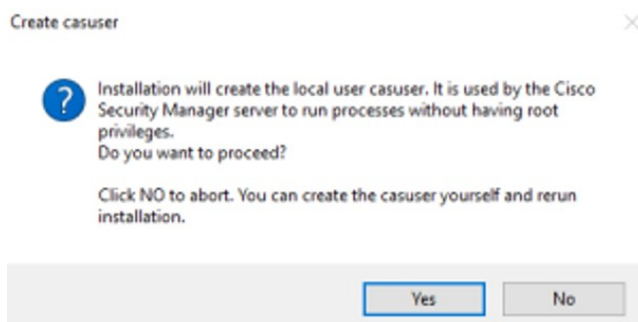 Create casuser
Installation will create the local user casuser. It is used by the Cisco
Security Manager server to run processes without having root
privileges.
Do you want to proceed?
Click NO to abort. You can create the casuser yourself and rerun
installation.
Yes
No